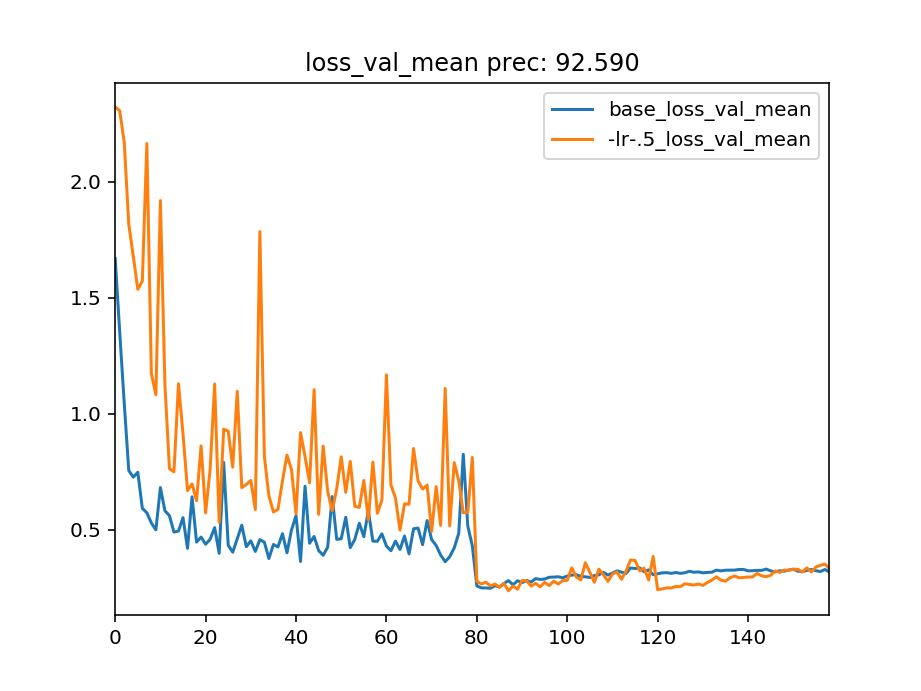 loss_val_mean prec: 92.590
base_loss_val_mean
-lr-.5_loss_val_mean
2.0
1.5
1.0
0.5
0 20 40 60 80 100 120 140